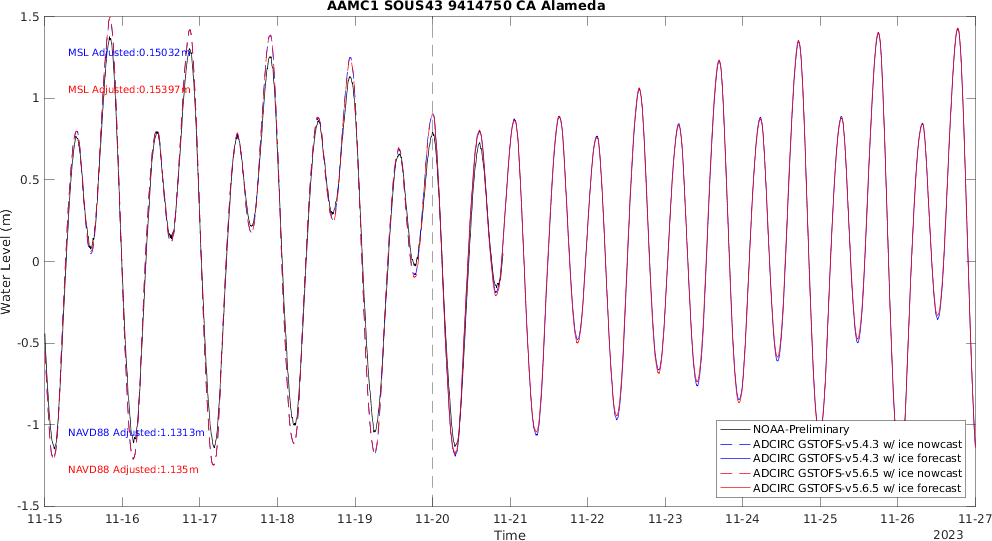 AAMC1 SOUS43 9414750 CA Alameda
1.5
1
0.5
0
-0.5
-1
-1.5
Water Level (m)
MSL Adjusted:0.15032m
MSL Adjusted:0.15397m
NAVD88 Adjusted:1.1313m
NAVD88 Adjusted:1.135m
NOAA-Preliminary
ADCIRC GSTOFS-v5.4.3 w/ ice nowcast
ADCIRC GSTOFS-v5.4.3 w/ ice forecast
ADCIRC GSTOFS-v5.6.5 w/ ice nowcast
ADCIRC GSTOFS-v5.6.5 w/ ice forecast
11-15 11-16 11-17 11-18 11-19 11-20 11-21 11-22 11-23 11-24 11-25 11-26 11-27
Time
2023